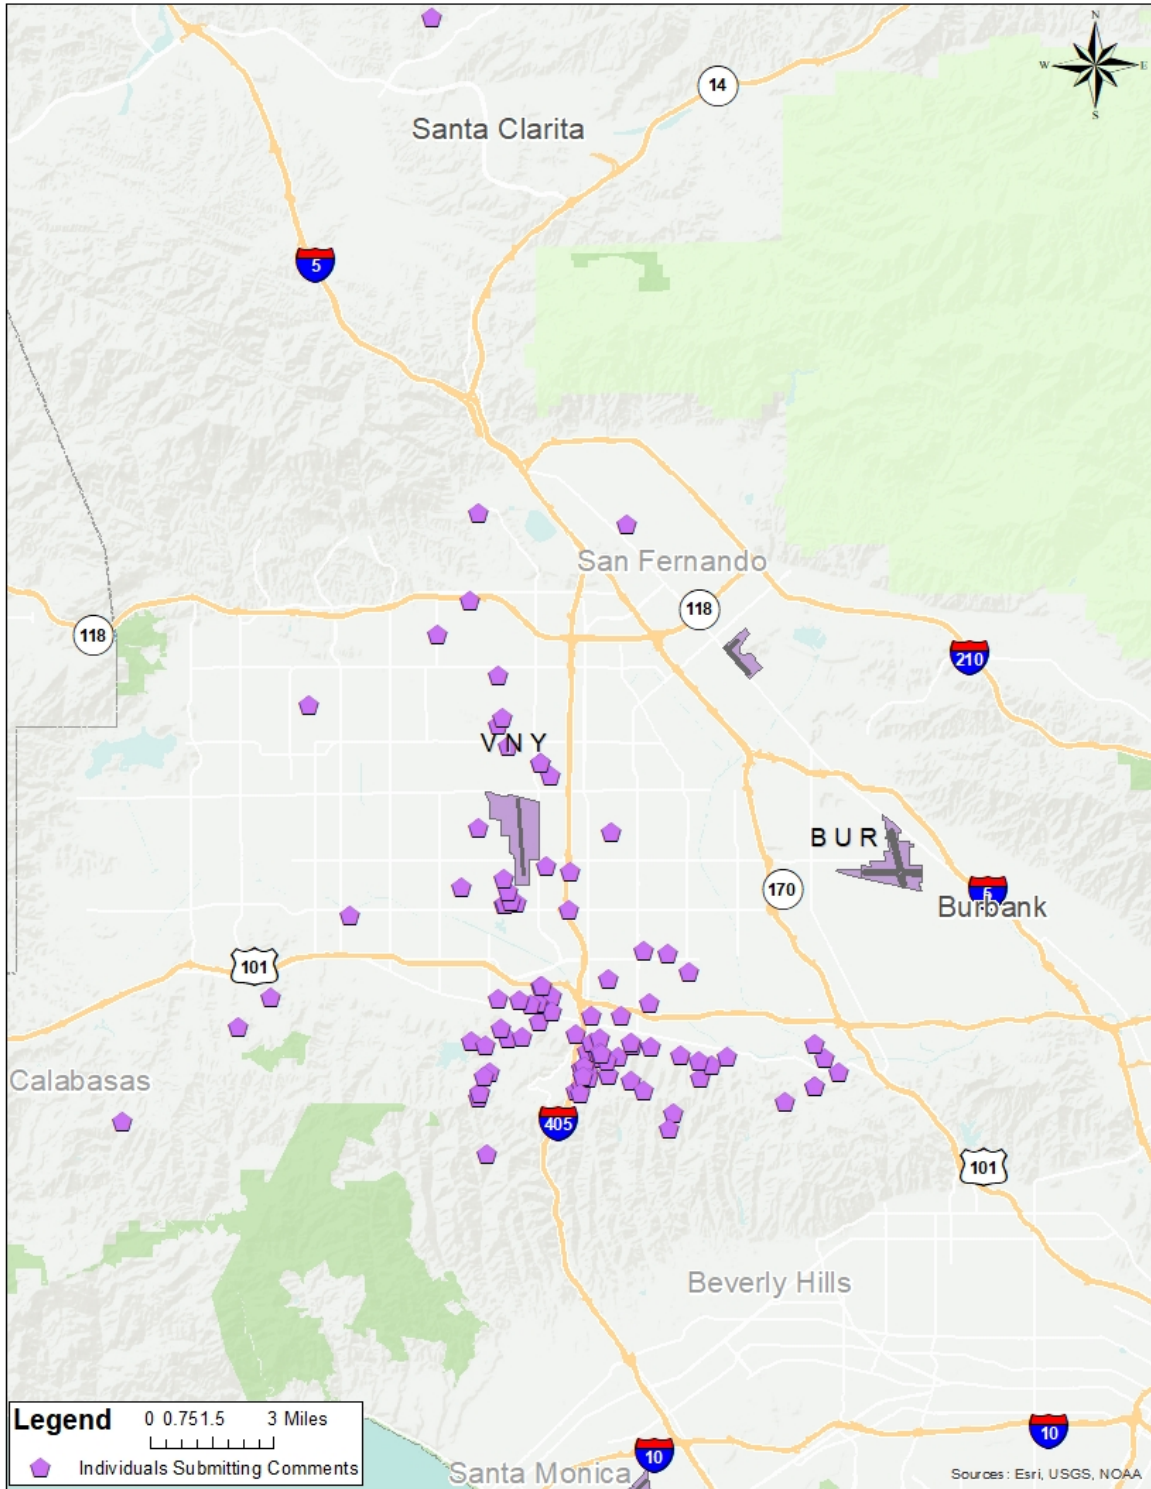 N
W E
S
14
Santa Clarita
5
San Fernando
118
118
210
VNY
BUR
170
5
Burbank
101
Calabasas
405
101
Beverly Hills
Legend
0 0.75 1.5 3 Miles
Individuals Submitting Comments
10
10
Santa Monica
Sources: Esri, USGS, NOAA